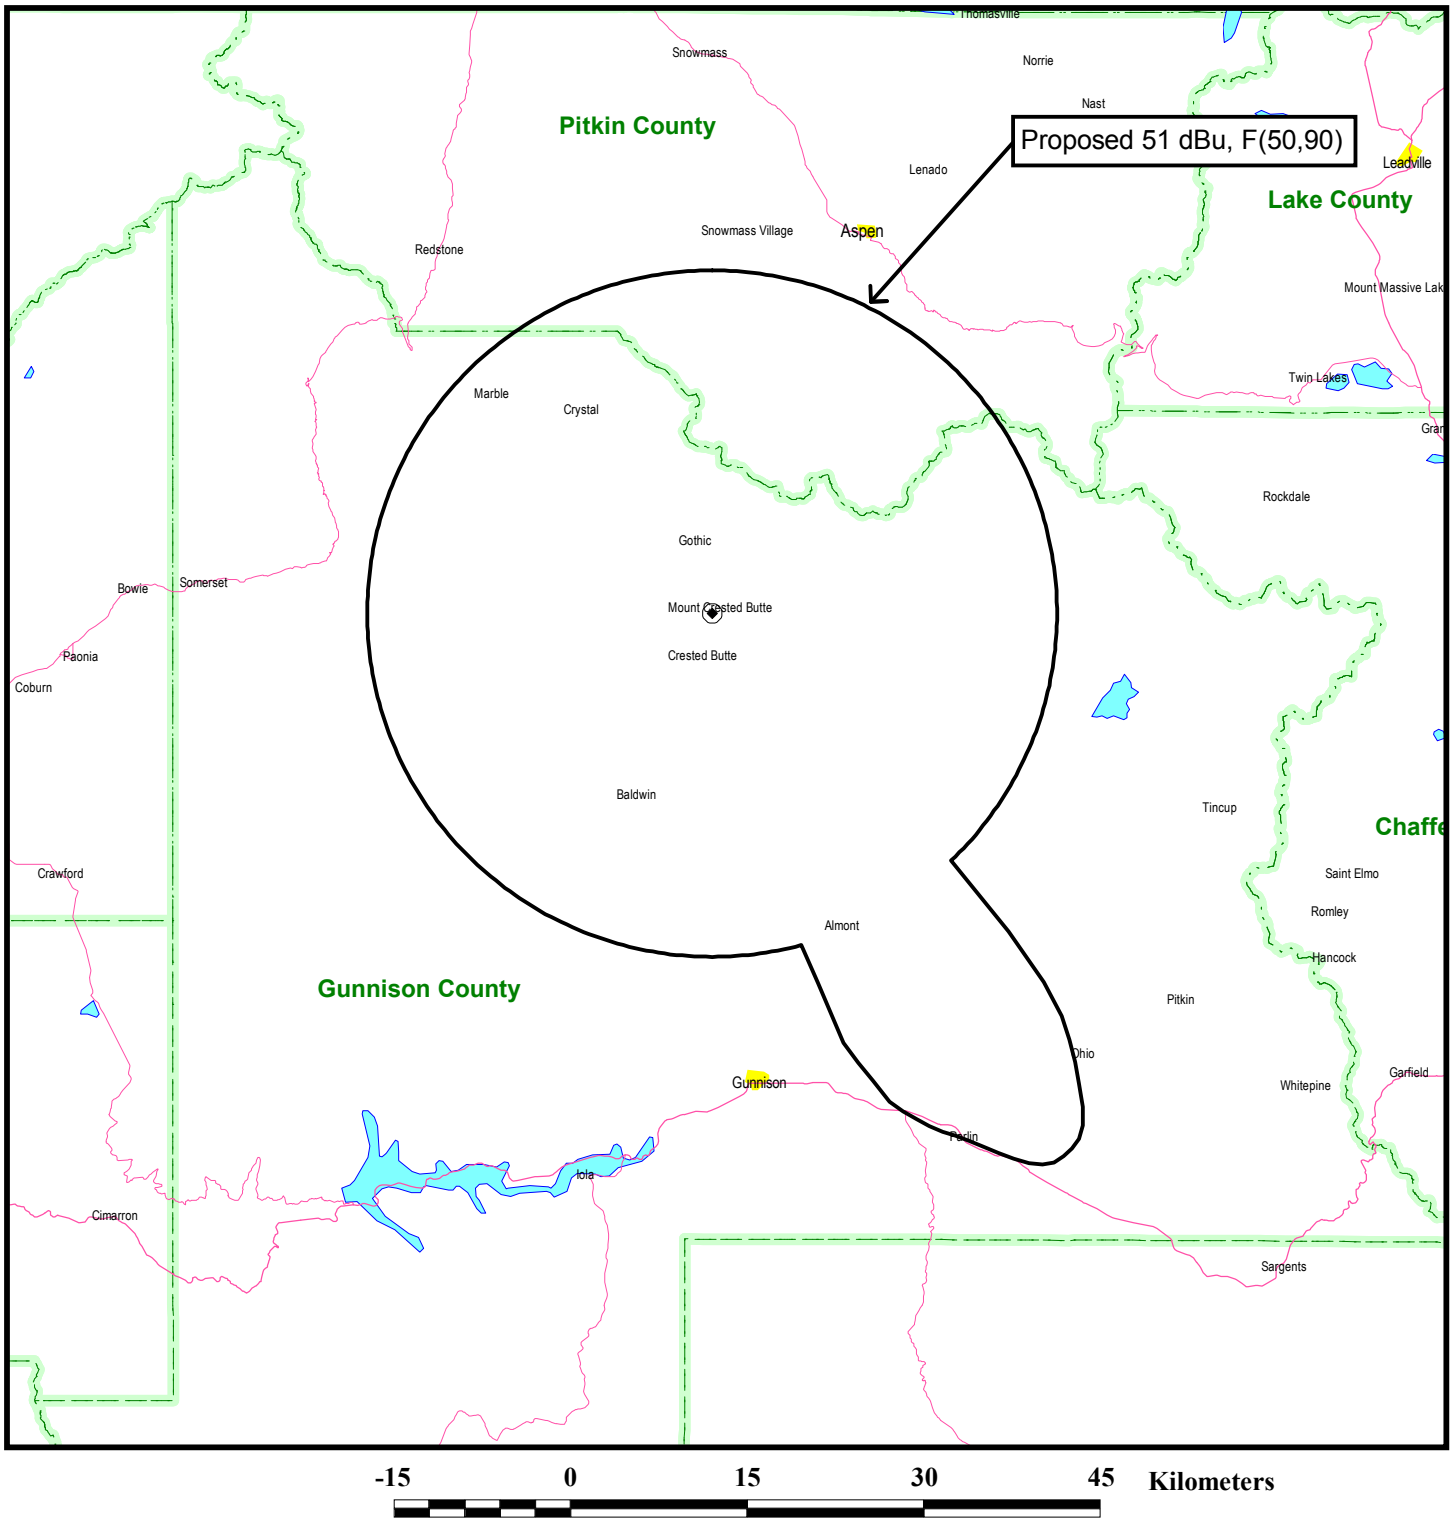 Thomasville
Snowmass
Norrie
Nast
Pitkin County
Proposed 51 dBu, F(50,90)
Leadville
Lenado
Lake County
Snowmass Village
Aspen
Redstone
Mount Massive Lak
Twin Lakes
Marble
Crystal
Gran
Rockdale
Gothic
Bowie
Somerset
Mount Crested Butte
Paonia
Crested Butte
Coburn
Baldwin
Tincup
Chaffe
Crawford
Saint Elmo
Romley
Almont
Hancock
Gunnison County
Pitkin
Ohio
Gunnison
Whitepine
Garfield
Parlin
Iola
Cimarron
Sargents
-15 0 15 30 45 Kilometers